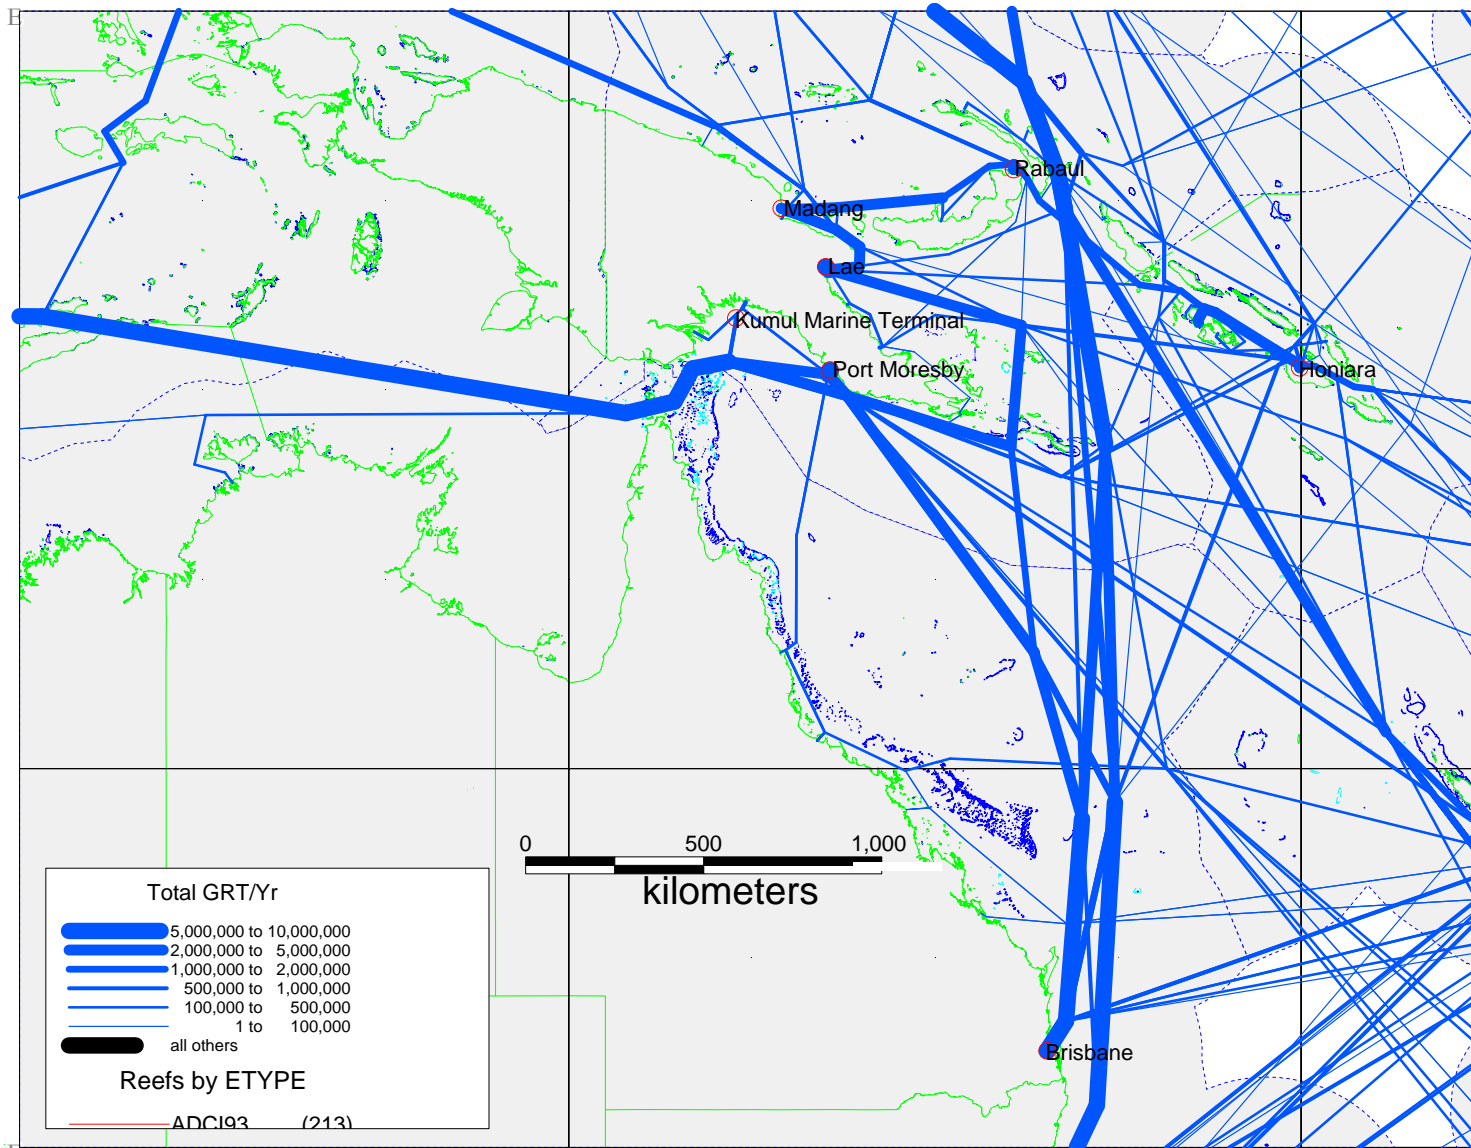 E
Rabaul
Madang
Lae
Kumul Marine Terminal
Port Moresby
Honiara
0 500 1,000
kilometers
Total GRT/Yr
5,000,000 to 10,000,000
2,000,000 to 5,000,000
1,000,000 to 2,000,000
500,000 to 1,000,000
100,000 to 500,000
1 to 100,000
all others
Reefs by ETYPE
ADCI93 (213)
Brisbane